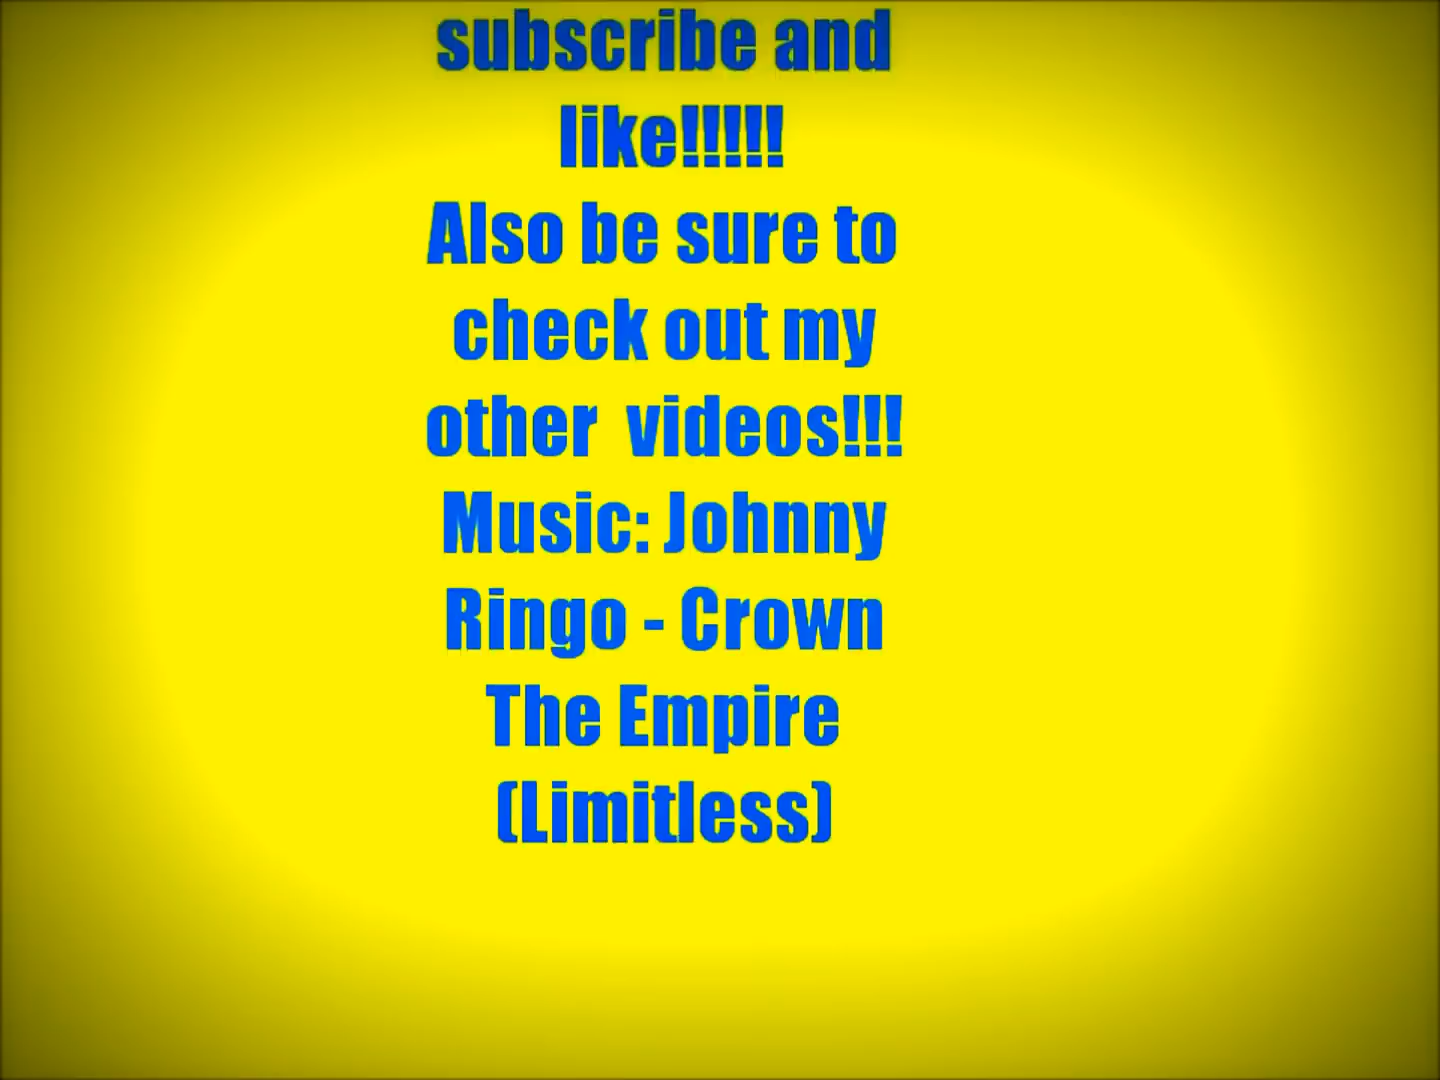 subscribe and
like!!!!!
Also be sure to
check out my
other  videos!!!
Music: Johnny
Ringo - Crown
The Empire
(Limitless)